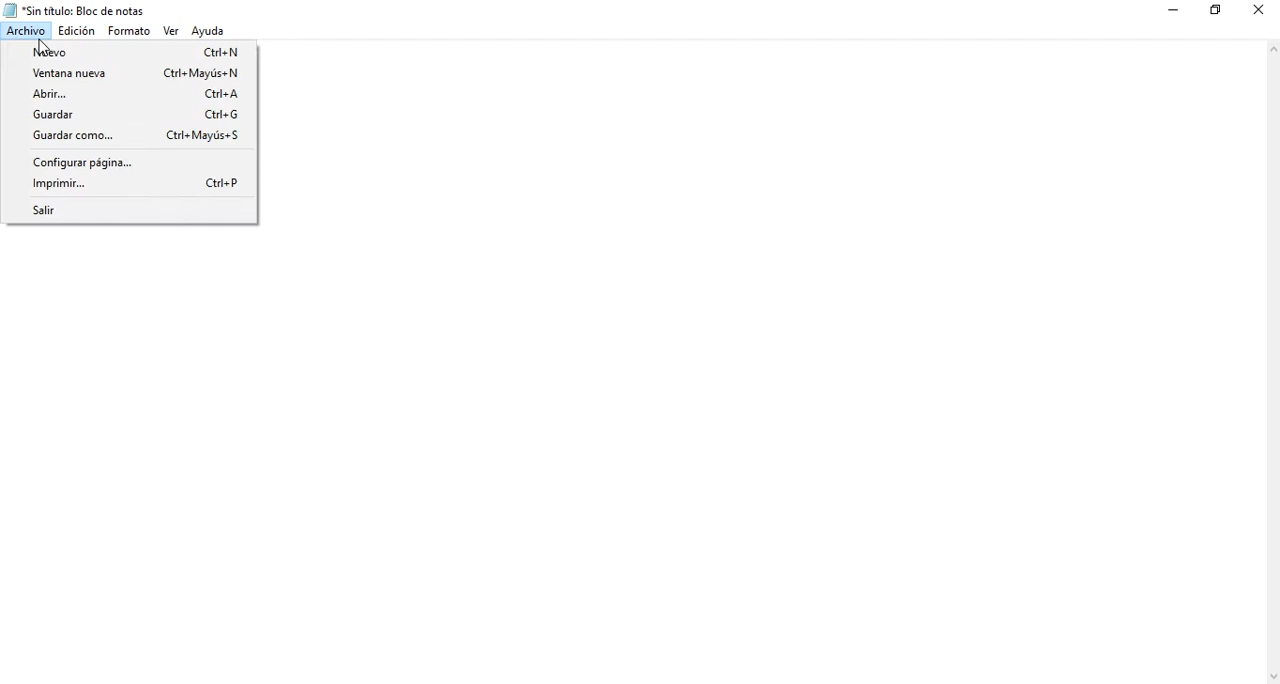 *Sin título: Bloc de notas
Archivo Edición Formato Ver Ayuda
Nuevo Ctrl+N
Ventana nueva Ctrl+Mayús+N
Abrir... Ctrl+A
Guardar Ctrl+G
Guardar como... Ctrl+Mayús+S
Configurar página...
Imprimir... Ctrl+P
Salir